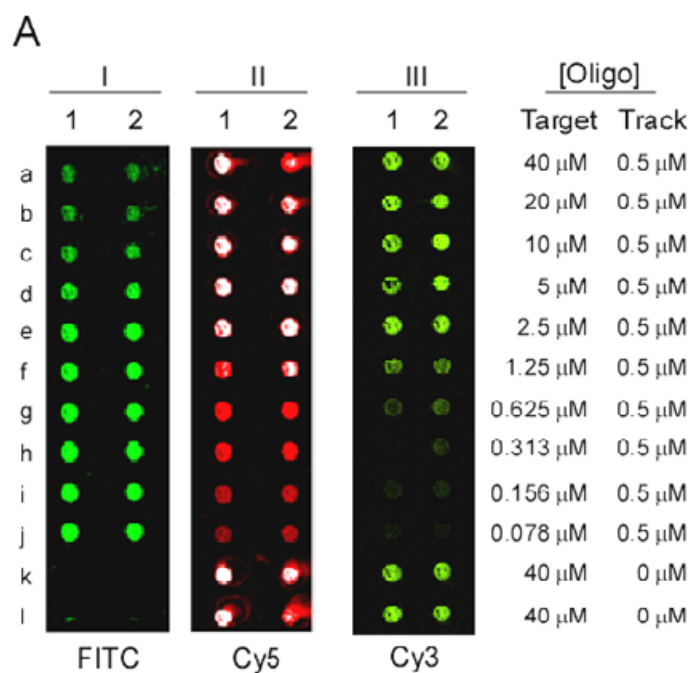 A
I II III [Oligo]
1 2 1 2 1 2 Target Track
a 40 μM 0.5 μM
b 20 μM 0.5 μM
c 10 μM 0.5 μM
d 5 μM 0.5 μM
e 2.5 μM 0.5 μM
f 1.25 μM 0.5 μM
g 0.625 μM 0.5 μM
h 0.313 μM 0.5 μM
i 0.156 μM 0.5 μM
j 0.078 μM 0.5 μM
k 40 μM 0 μM
l 40 μM 0 μM
FITC Cy5 Cy3